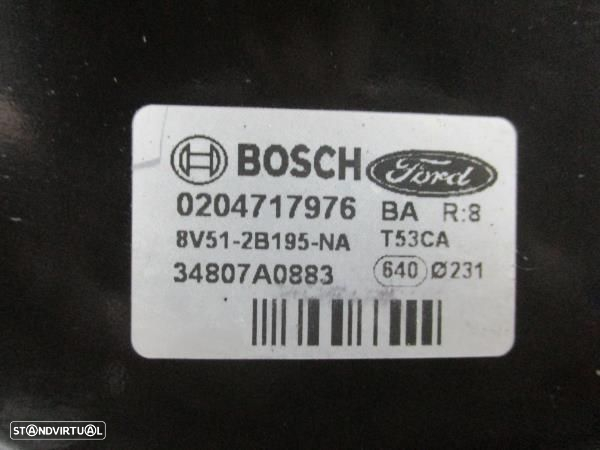 BOSCH Ford
0204717976 BA R:8
8V51-2B195-NA T53CA
34807A0883 640 Ø231
STANDVIRTUAL